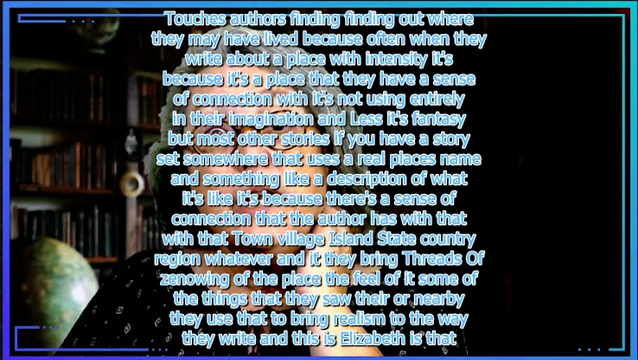 Touches authors finding finding out where
they may have lived because often when they
write about a place with intensity it's
because it's a place that they have a sense
of connection with it's not using entirely
in their imagination and Less it's fantasy
but most other stories if you have a story
set somewhere that uses a real places name
and something like a description of what
it's like it's because there's a sense of
connection that the author has with that
with that Town village Island State country
region whatever and it they bring Threads Of
zenowing of the place the feel of it some of
the things that they saw their or nearby
they use that to bring realism to the way
they write and this is Elizabeth is that